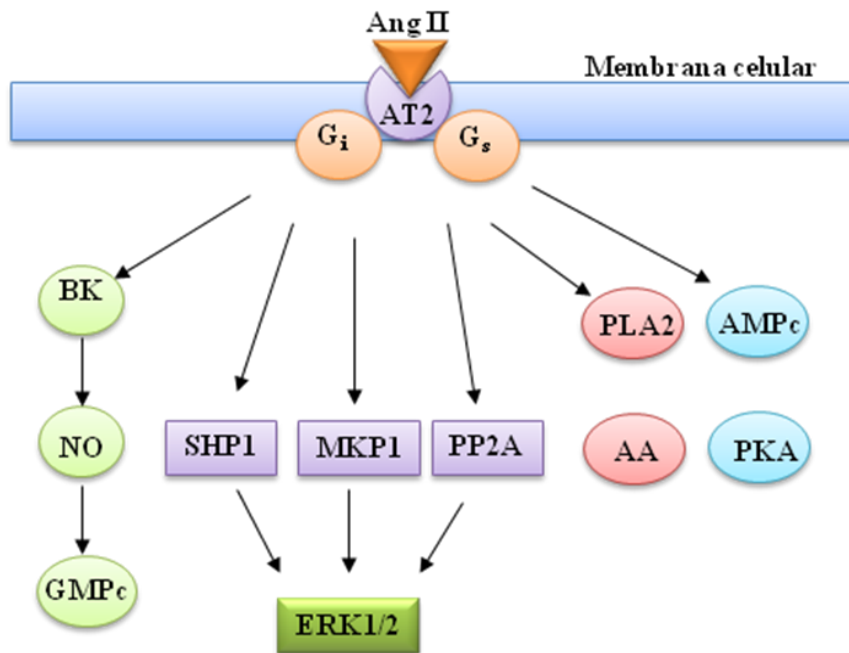 Ang II
Membrana celular
AT2
Gi
Gs
BK
PLA2
AMPc
NO
SHP1
MKP1
PP2A
AA
PKA
GMPc
ERK1/2